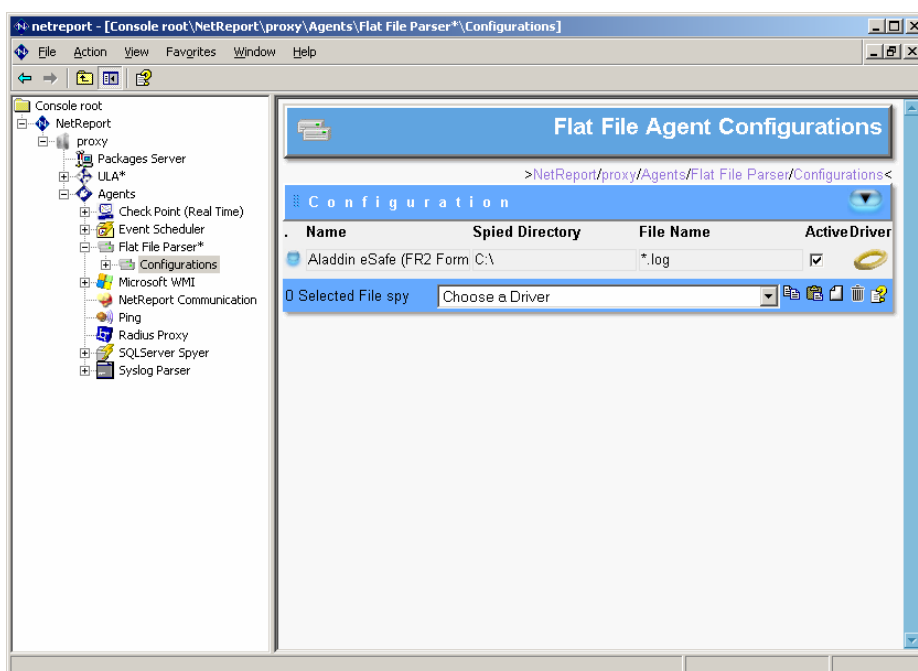 netreport - [Console root\NetReport\proxy\Agents\Flat File Parser*\Configurations]
File Action View Favorites Window Help
Console root
NetReport
proxy
Packages Server
ULA*
Agents
Check Point (Real Time)
Event Scheduler
Flat File Parser*
Configurations
Microsoft WMI
NetReport Communication
Ping
Radius Proxy
SQLServer Spyer
Syslog Parser
Flat File Agent Configurations
>NetReport/proxy/Agents/Flat File Parser/Configurations<
Configuration
. Name Spied Directory File Name Active Driver
Aladdin eSafe (FR2 Form C:\ *.log
0 Selected File spy Choose a Driver